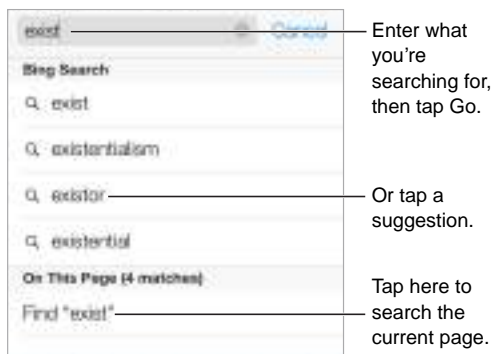 exist Cancel
Bing Search
exist
existentialism
existor
existential
On This Page (4 matches)
Find "exist"
Enter what
you're
searching for,
then tap Go.
Or tap a
suggestion.
Tap here to
search the
current page.